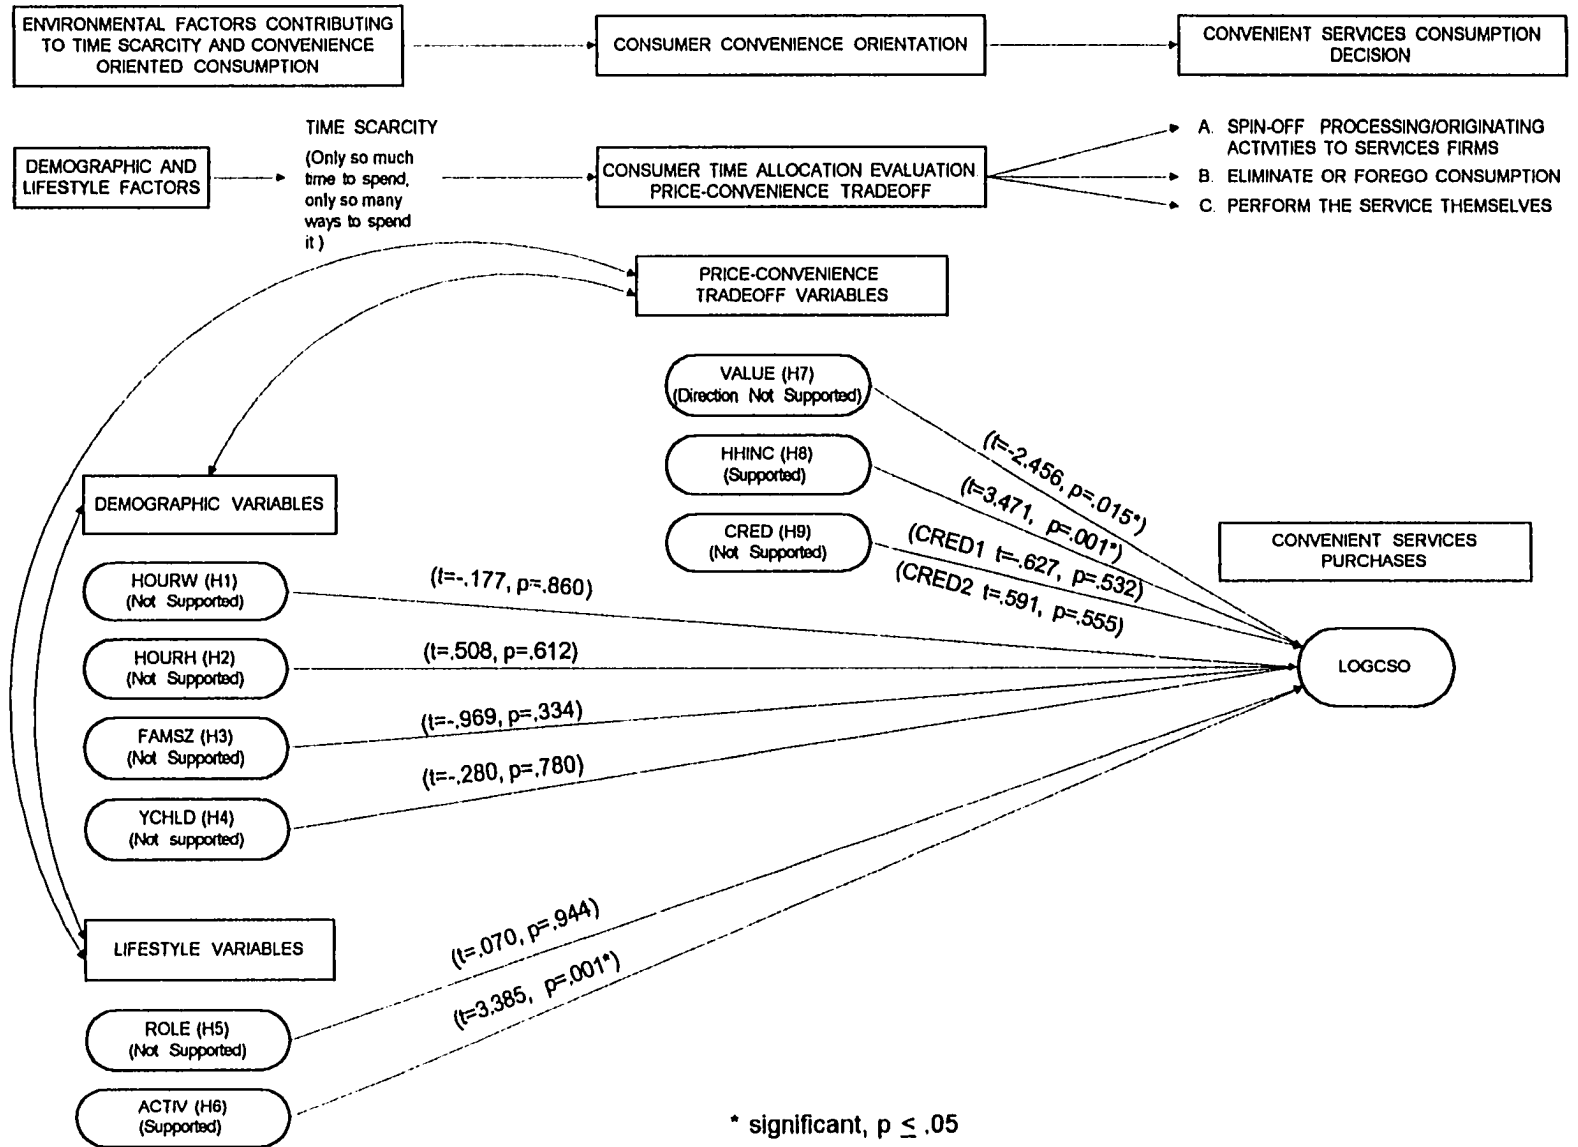 ENVIRONMENTAL FACTORS CONTRIBUTING
TO TIME SCARCITY AND CONVENIENCE
ORIENTED CONSUMPTION
CONSUMER CONVENIENCE ORIENTATION
CONVENIENT SERVICES CONSUMPTION
DECISION
DEMOGRAPHIC AND
LIFESTYLE FACTORS
TIME SCARCITY
(Only so much
time to spend,
only so many
ways to spend
it )
CONSUMER TIME ALLOCATION EVALUATION
PRICE-CONVENIENCE TRADEOFF
A. SPIN-OFF PROCESSING/ORIGINATING
ACTIVITIES TO SERVICES FIRMS
B. ELIMINATE OR FOREGO CONSUMPTION
C. PERFORM THE SERVICE THEMSELVES
PRICE-CONVENIENCE
TRADEOFF VARIABLES
VALUE (H7)
(Direction Not Supported)
(t=-2.456, p=.015*)
HHINC (H8)
(Supported)
(t=3.471, p=.001*)
CRED (H9)
(Not Supported)
(CRED1 t=-.627, p=.532)
(CRED2 t=.591, p=.555)
CONVENIENT SERVICES
PURCHASES
LOGCSO
DEMOGRAPHIC VARIABLES
HOURW (H1)
(Not Supported)
(t=-.177, p=.860)
HOURH (H2)
(Not Supported)
(t=.508, p=.612)
FAMSZ (H3)
(Not Supported)
(t=-.969, p=.334)
YCHLD (H4)
(Not supported)
(t=-.280, p=.780)
LIFESTYLE VARIABLES
ROLE (H5)
(Not Supported)
(t=.070, p=.944)
ACTIV (H6)
(Supported)
(t=3.385, p=.001*)
* significant, p ≤ .05